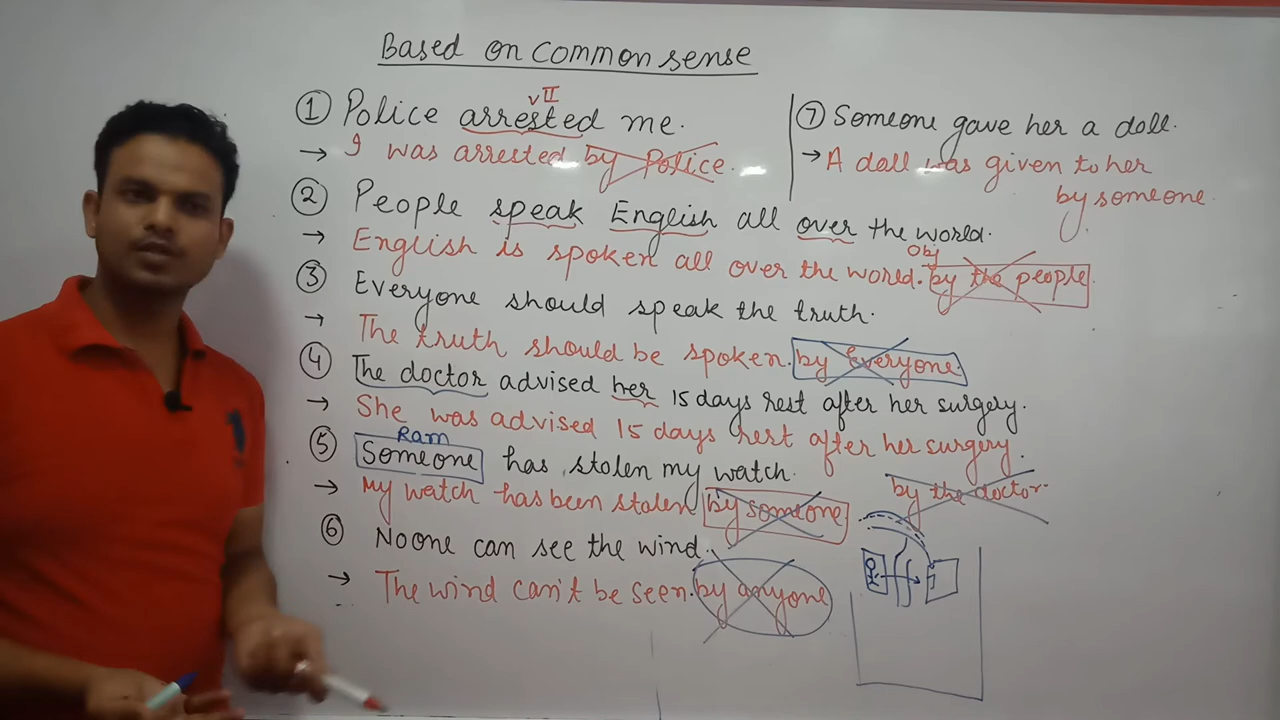 Based on Common sense
① Police arrested me.
V II
→ I was arrested by Police.
② People speak English all over the world.
→ English is spoken all over the world. by the people.
Obj
③ Everyone should speak the truth.
→ The truth should be spoken. by everyone.
④ The doctor advised her 15 days rest after her surgery.
→ She was advised 15 days rest after her surgery.
by the doctor.
Ram
⑤ Someone has stolen my watch.
→ My watch has been stolen by someone
⑥ Noone can see the wind.
→ The wind can't be seen. by anyone
⑦ Someone gave her a doll.
→ A doll was given to her
by someone.